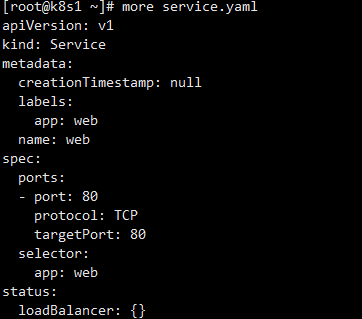 [root@k8s1 ~]# more service.yaml
apiVersion: v1
kind: Service
metadata:
  creationTimestamp: null
  labels:
    app: web
  name: web
spec:
  ports:
  - port: 80
    protocol: TCP
    targetPort: 80
  selector:
    app: web
status:
  loadBalancer: {}